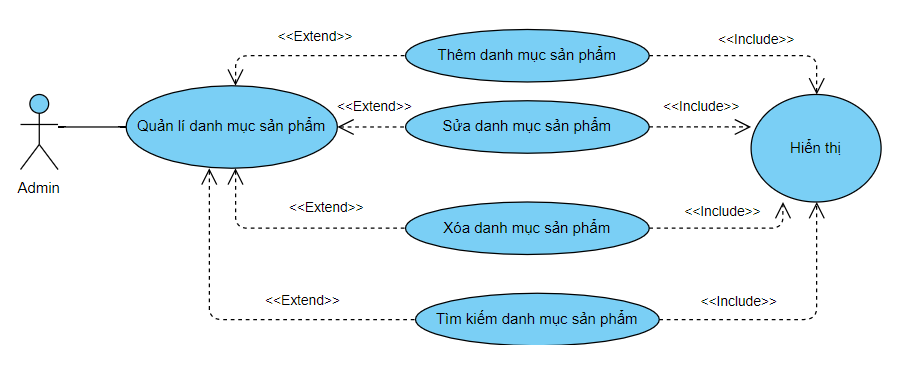 <<Extend>>
Thêm danh mục sản phẩm
<<Include>>
Quản lí danh mục sản phẩm
<<Extend>>
Sửa danh mục sản phẩm
<<Include>>
Hiển thị
Admin
<<Extend>>
Xóa danh mục sản phẩm
<<Include>>
<<Extend>>
Tìm kiếm danh mục sản phẩm
<<Include>>